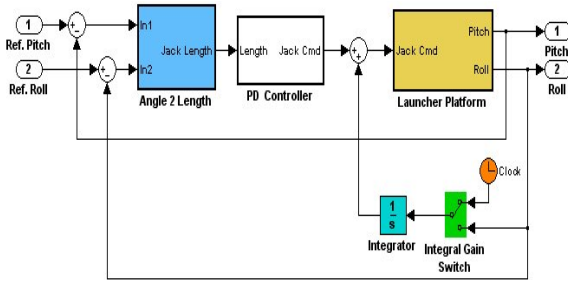 1
Ref. Pitch
2
Ref. Roll
In1
In2
Jack Length
Angle 2 Length
Length
Jack Cmd
PD Controller
Jack Cmd
Pitch
Roll
Launcher Platform
1
Pitch
2
Roll
Clock
1
s
Integrator
Integral Gain
Switch